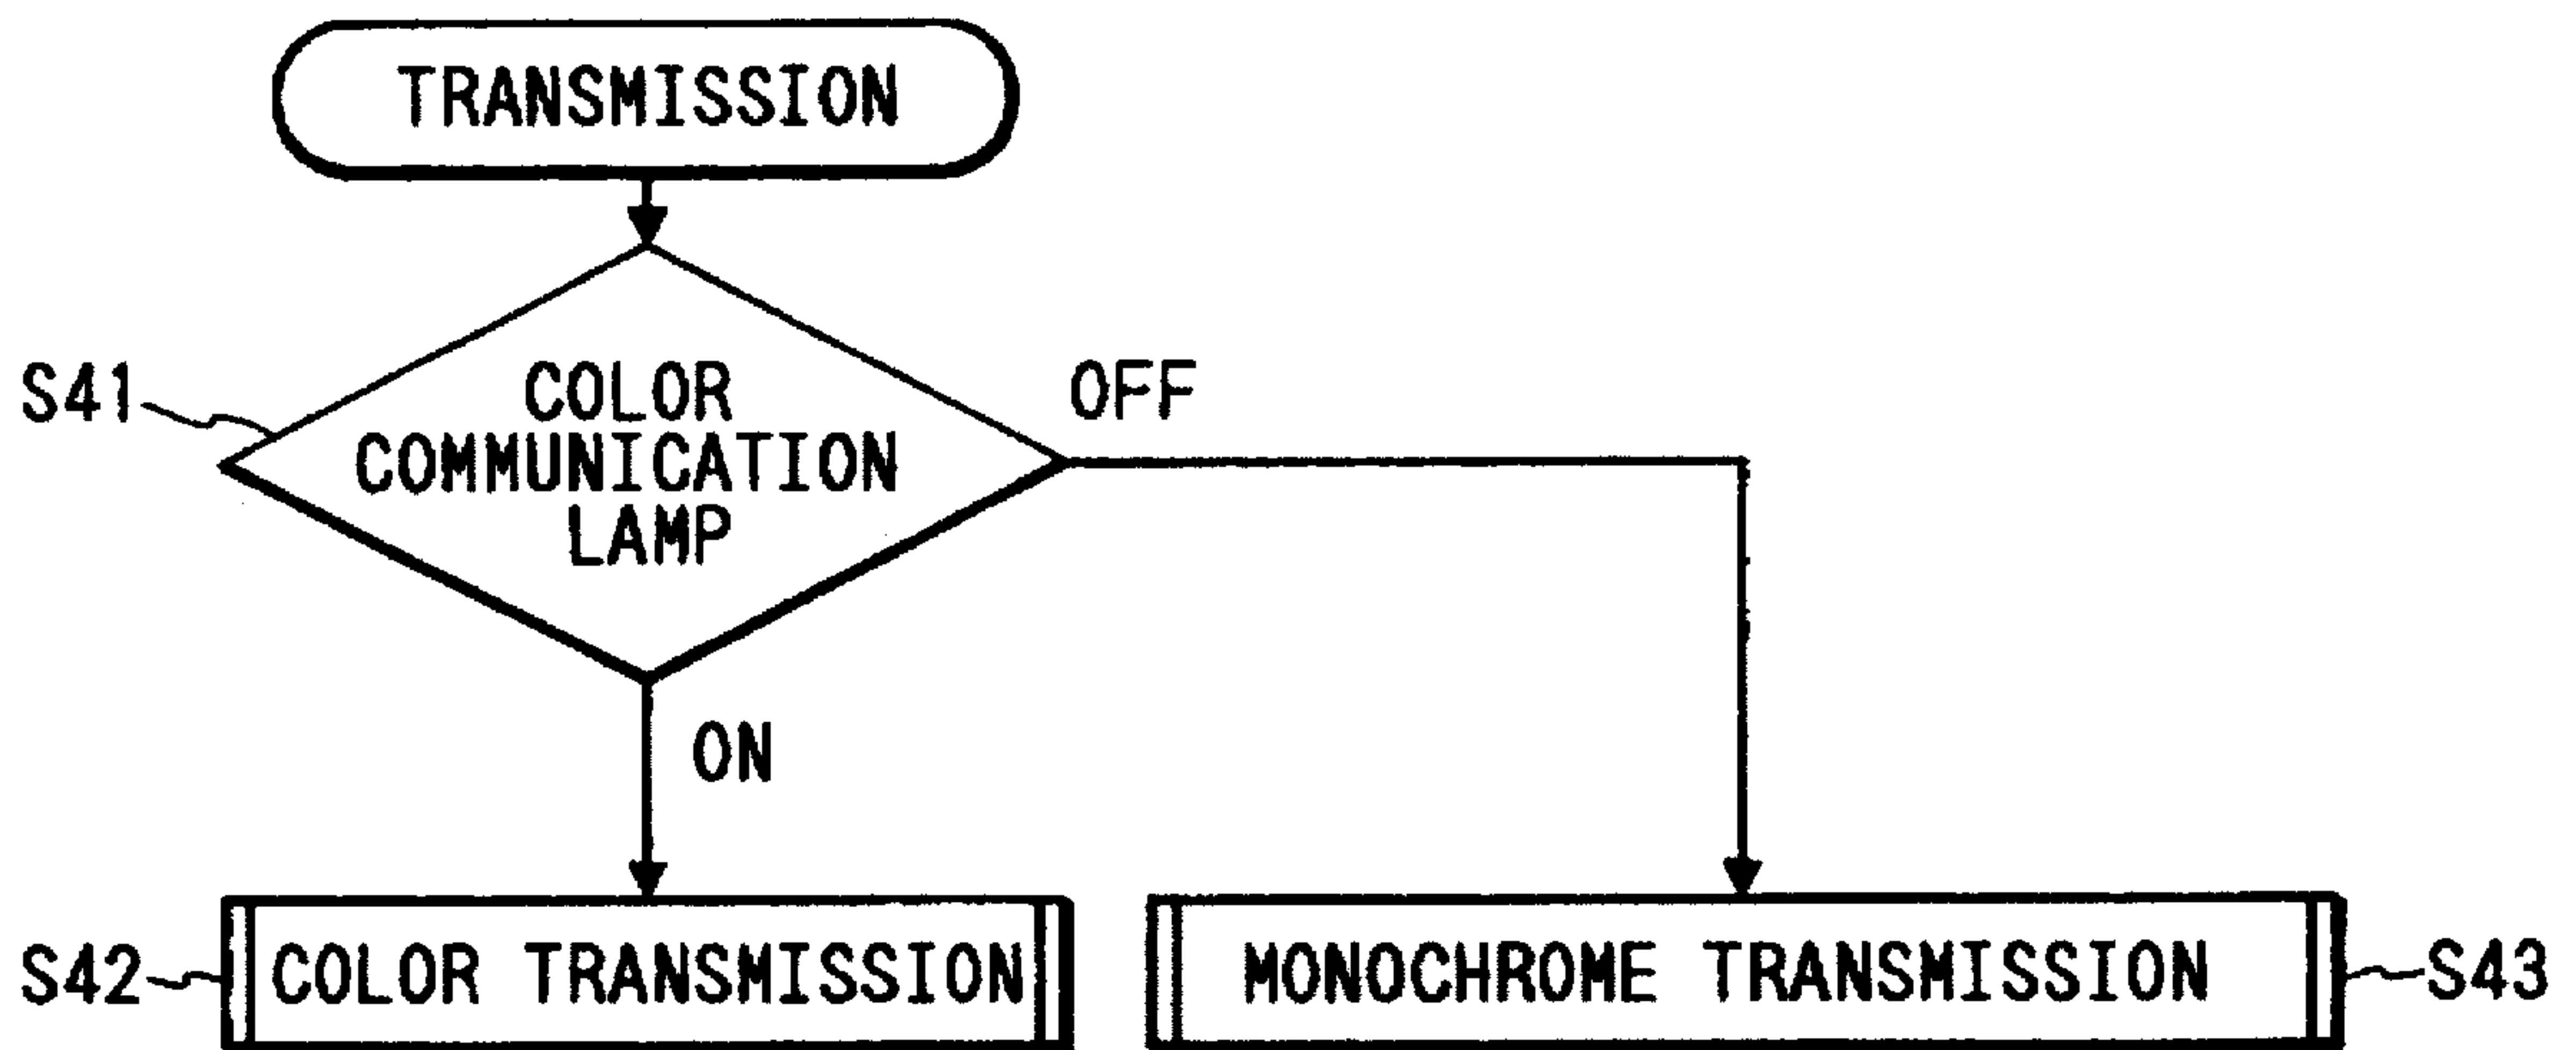 TRANSMISSION
S41
COLOR
COMMUNICATION
LAMP
OFF
ON
S42
COLOR TRANSMISSION
MONOCHROME TRANSMISSION
S43